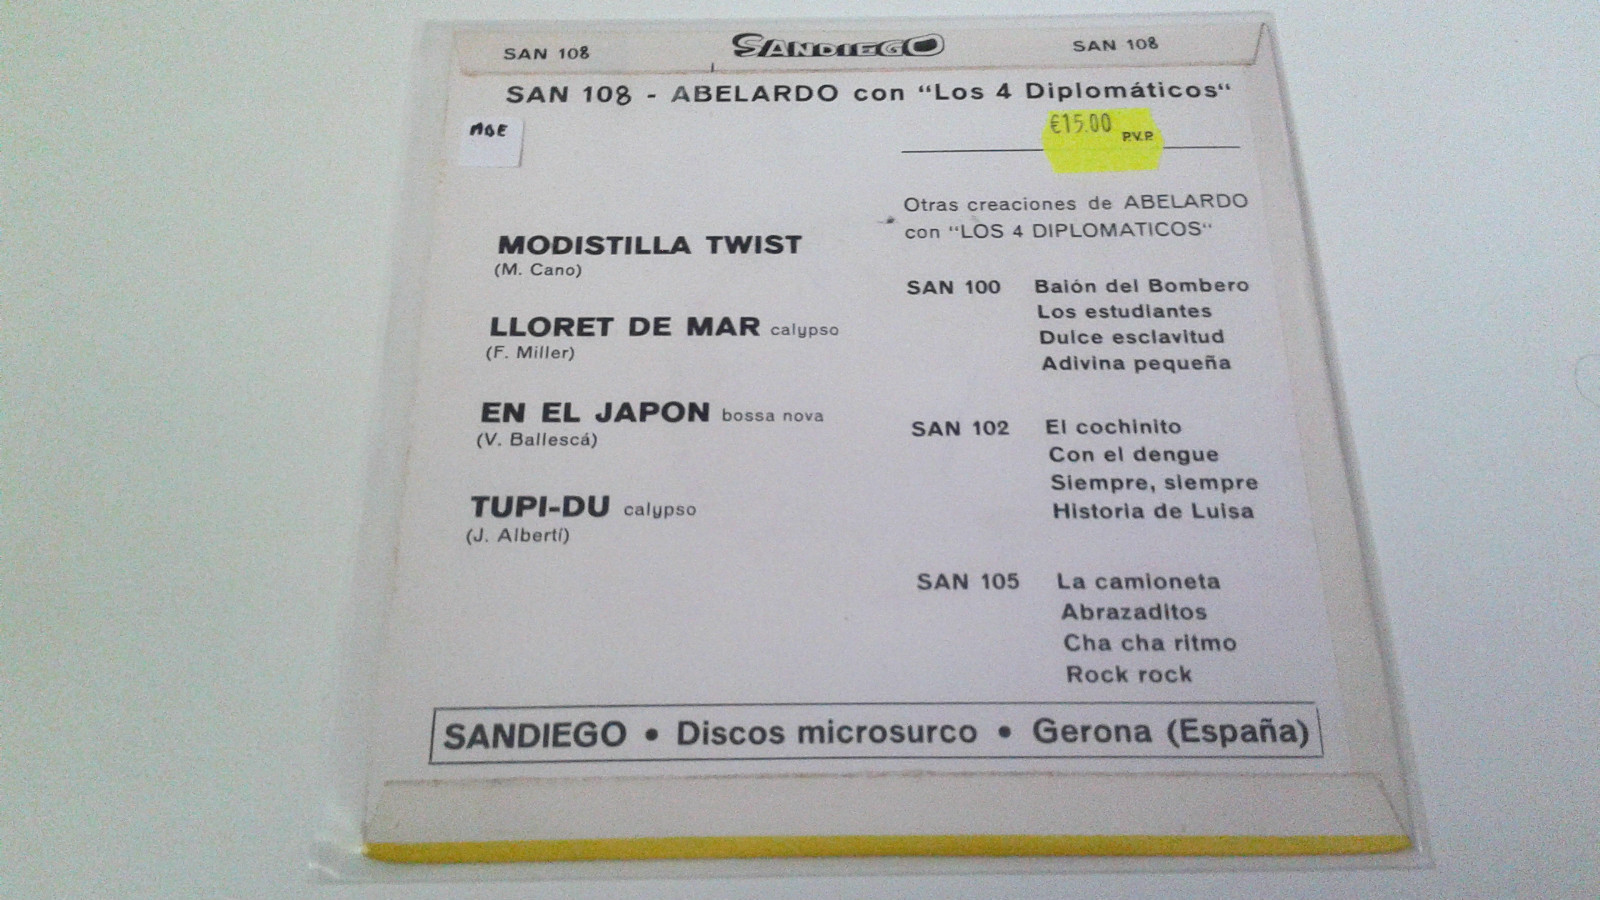 SAN 108
SANDIEGO
SAN 108
SAN 108 - ABELARDO con “Los 4 Diplomáticos“
€15.00 P.V.P.
MODISTILLA TWIST
(M. Cano)
LLORET DE MAR calypso
(F. Miller)
EN EL JAPON bossa nova
(V. Ballescá)
TUPI-DU calypso
(J. Albertí)
Otras creaciones de ABELARDO
con “LOS 4 DIPLOMATICOS“
SAN 100 Baión del Bombero
Los estudiantes
Dulce esclavitud
Adivina pequeña
SAN 102 El cochinito
Con el dengue
Siempre, siempre
Historia de Luisa
SAN 105 La camioneta
Abrazaditos
Cha cha ritmo
Rock rock
SANDIEGO • Discos microsurco • Gerona (España)